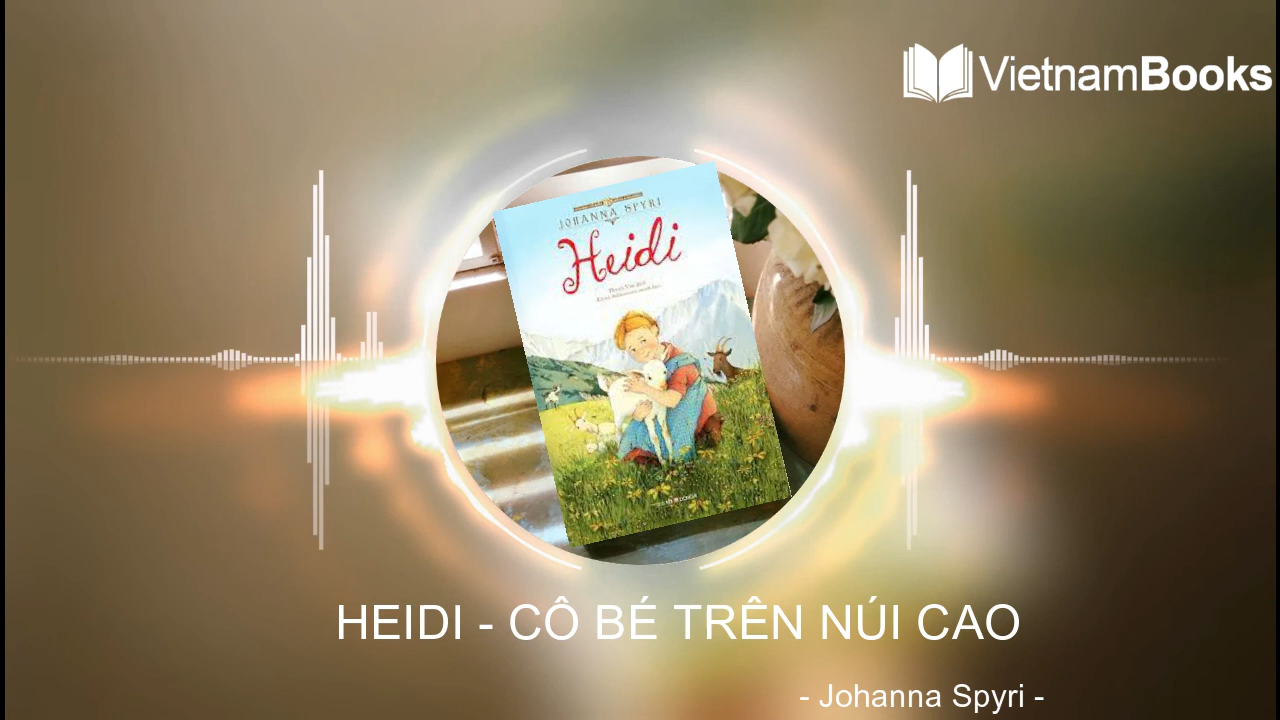 VietnamBooks
JOHANNA SPYRI
Heidi
HEIDI - CÔ BÉ TRÊN NÚI CAO
- Johanna Spyri -